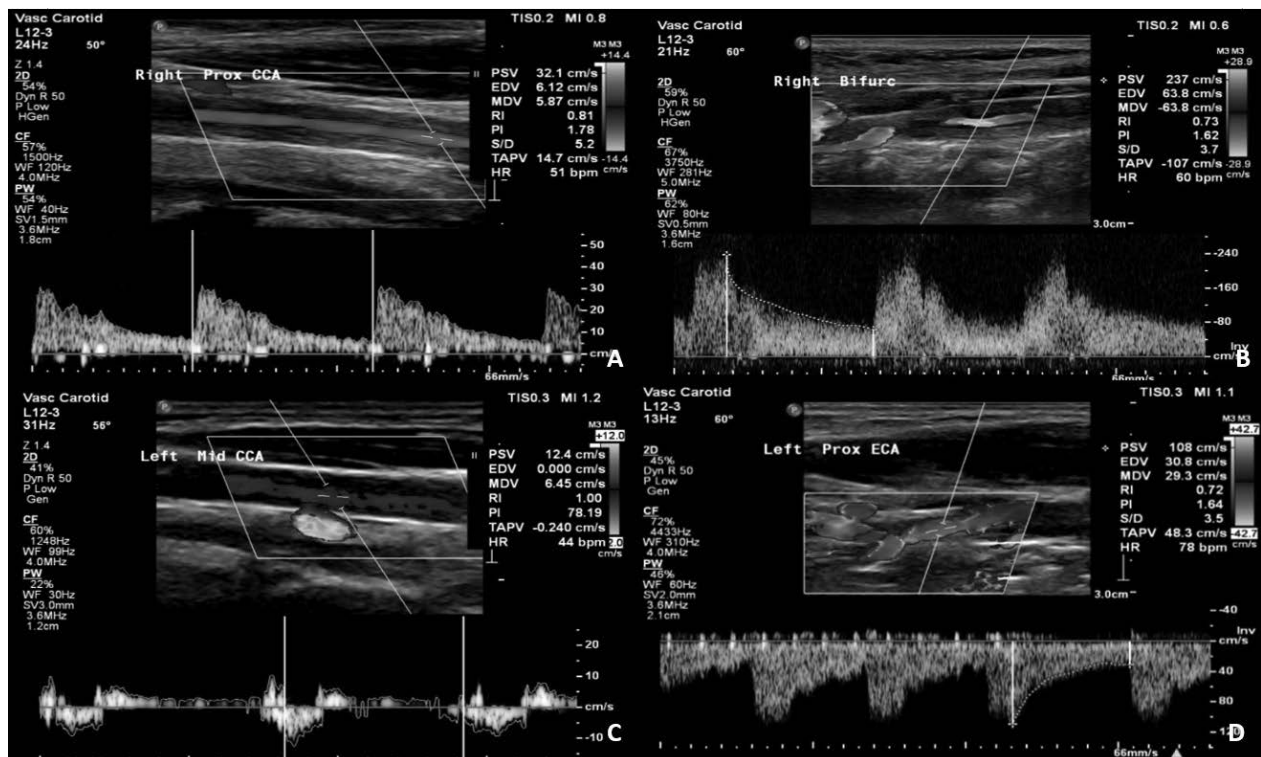 Vasc Carotid
L12-3
24Hz 50°
Z 1.4
2D
54%
Dyn R 50
P Low
HGen
CF
57%
1500Hz
WF 120Hz
4.0MHz
PW
54%
WF 40Hz
SV1.5mm
3.6MHz
1.8cm
P
Right Prox CCA
TIS0.2 MI 0.8
M3 M3
+14.4
-14.4
cm/s
PSV 32.1 cm/s
EDV 6.12 cm/s
MDV 5.87 cm/s
RI 0.81
PI 1.78
S/D 5.2
TAPV 14.7 cm/s
HR 51 bpm
50
40
30
20
10
cm/s
66mm/s
A
Vasc Carotid
L12-3
21Hz 60°
2D
59%
Dyn R 50
P Low
HGen
CF
67%
3750Hz
WF 281Hz
5.0MHz
PW
62%
WF 80Hz
SV0.5mm
3.6MHz
1.6cm
P
Right Bifurc
TIS0.2 MI 0.6
M3 M3
+28.9
-28.9
cm/s
PSV 237 cm/s
EDV 63.8 cm/s
MDV -63.8 cm/s
RI 0.73
PI 1.62
S/D 3.7
TAPV -107 cm/s
HR 60 bpm
3.0cm
-240
-160
-80
Inv
cm/s
66mm/s
B
Vasc Carotid
L12-3
31Hz 56°
Z 1.4
2D
41%
Dyn R 50
P Low
Gen
CF
60%
1248Hz
WF 99Hz
4.0MHz
PW
22%
WF 30Hz
SV3.0mm
3.6MHz
1.2cm
P
Left Mid CCA
TIS0.3 MI 1.2
M3 M3
+12.0
2.0
cm/s
PSV 12.4 cm/s
EDV 0.000 cm/s
MDV 6.45 cm/s
RI 1.00
PI 78.19
TAPV -0.240 cm/s
HR 44 bpm
20
10
cm/s
-10
C
Vasc Carotid
L12-3
13Hz 60°
2D
45%
Dyn R 50
P Low
Gen
CF
72%
4433Hz
WF 310Hz
4.0MHz
PW
46%
WF 60Hz
SV2.0mm
3.6MHz
2.1cm
P
Left Prox ECA
TIS0.3 MI 1.1
M3 M3
+42.7
-42.7
cm/s
PSV 108 cm/s
EDV 30.8 cm/s
MDV 29.3 cm/s
RI 0.72
PI 1.64
S/D 3.5
TAPV 48.3 cm/s
HR 78 bpm
3.0cm
-40
Inv
cm/s
40
80
120
66mm/s
D